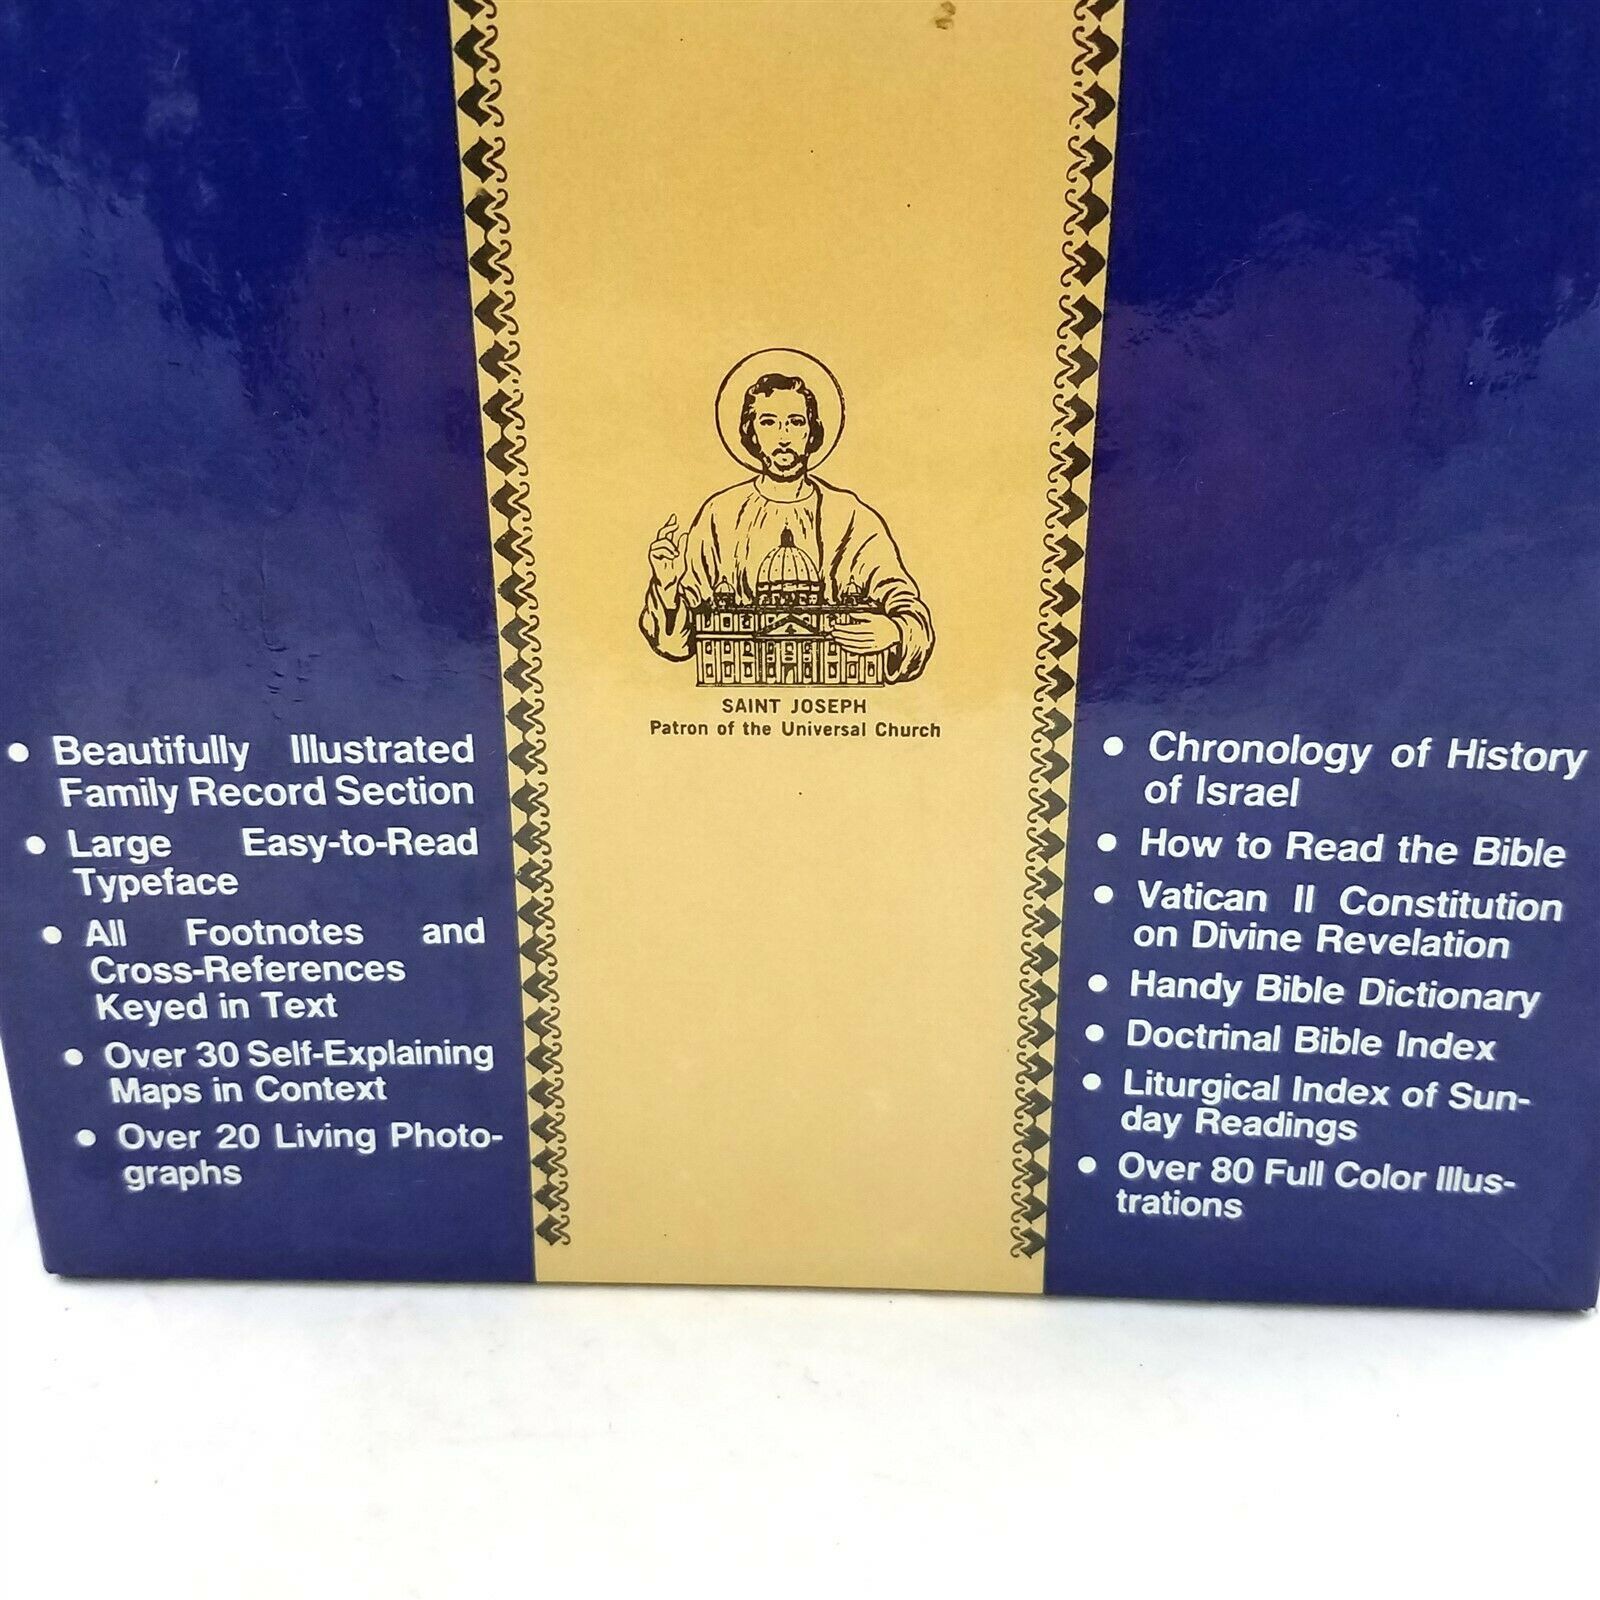 SAINT JOSEPH
Patron of the Universal Church
• Beautifully Illustrated
Family Record Section
• Large Easy-to-Read
Typeface
• All Footnotes and
Cross-References
Keyed in Text
• Over 30 Self-Explaining
Maps in Context
• Over 20 Living Photo-
graphs
• Chronology of History
of Israel
• How to Read the Bible
• Vatican II Constitution
on Divine Revelation
• Handy Bible Dictionary
• Doctrinal Bible Index
• Liturgical Index of Sun-
day Readings
• Over 80 Full Color Illus-
trations